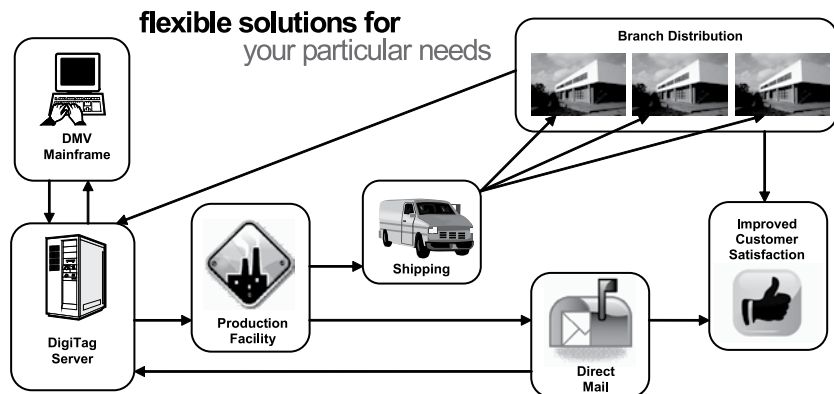 flexible solutions for
your particular needs
Branch Distribution
DMV
Mainframe
Improved
Customer
Satisfaction
Shipping
Production
Facility
DigiTag
Server
Direct
Mail